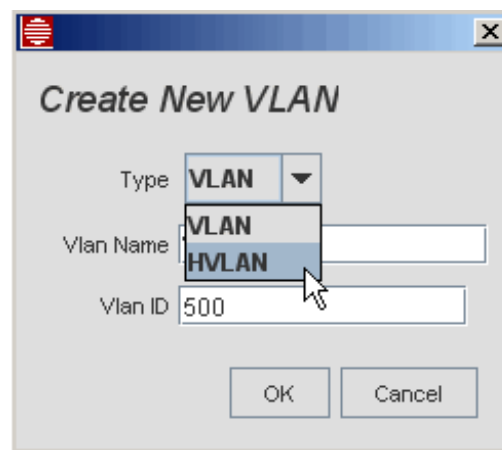 Create New VLAN
Type VLAN
VLAN
Vlan Name
HVLAN
Vlan ID 500
OK Cancel